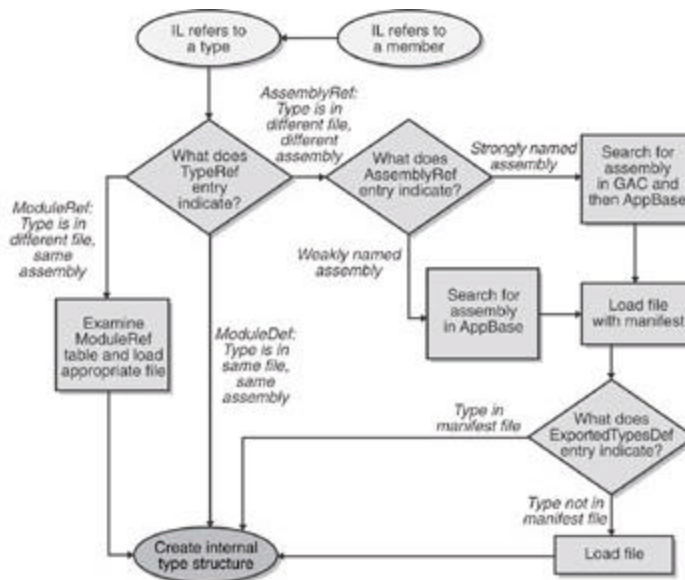 IL refers to
a type
IL refers to
a member
AssemblyRef:
Type is in
different file,
different
assembly
What does
TypeRef
entry
indicate?
What does
AssemblyRef
entry indicate?
Strongly named
assembly
Search for
assembly
in GAC and
then AppBase
ModuleRef:
Type is in
different file,
same
assembly
Weakly named
assembly
Search for
assembly
in AppBase
Load file
with manifest
Examine
ModuleRef
table and load
appropriate file
ModuleDef:
Type is in
same file,
same
assembly
Type in
manifest file
What does
ExportedTypesDef
entry indicate?
Type not in
manifest file
Create internal
type structure
Load file